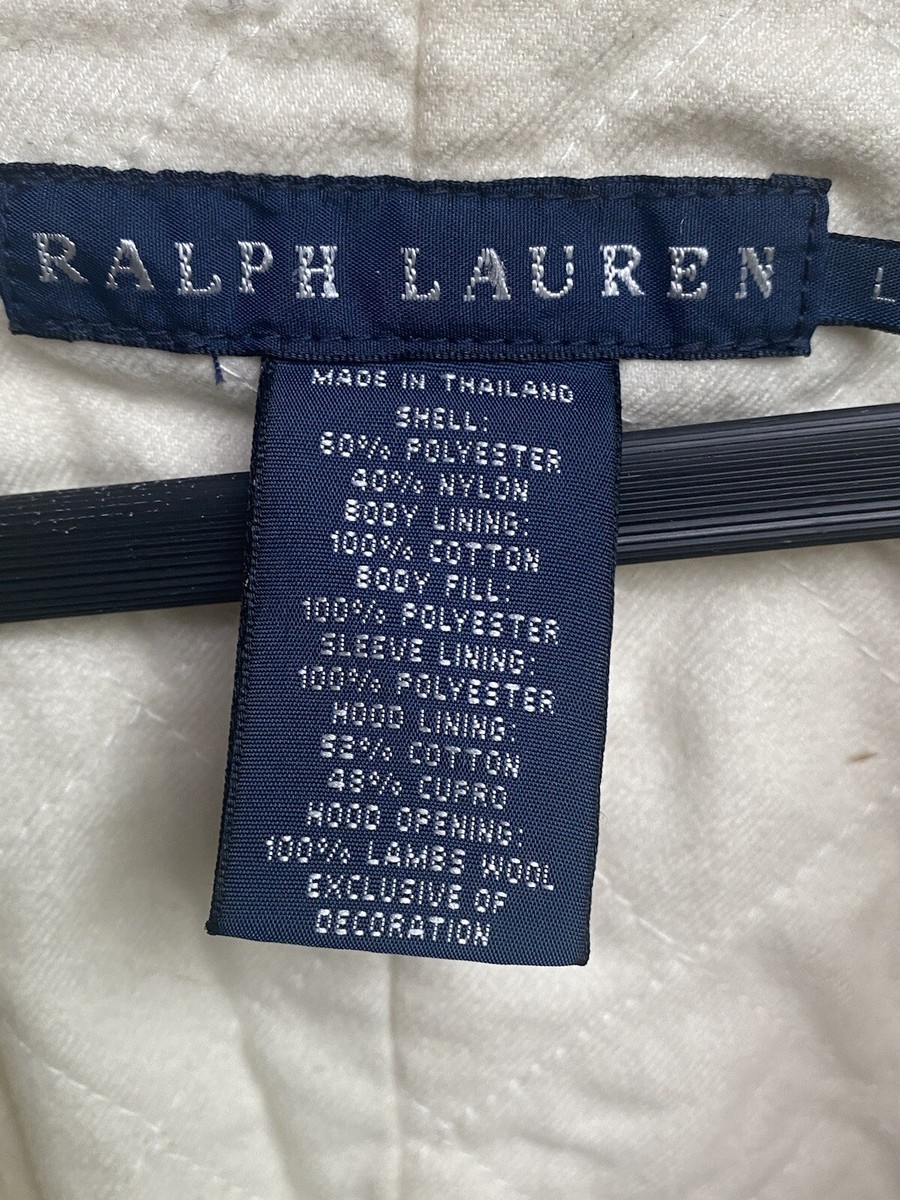 RALPH LAUREN
L
MADE IN THAILAND
SHELL:
60% POLYESTER
40% NYLON
BODY LINING:
100% COTTON
BODY FILL:
100% POLYESTER
SLEEVE LINING:
100% POLYESTER
HOOD LINING:
52% COTTON
48% CUPRO
HOOD OPENING:
100% LAMBS WOOL
EXCLUSIVE OF
DECORATION